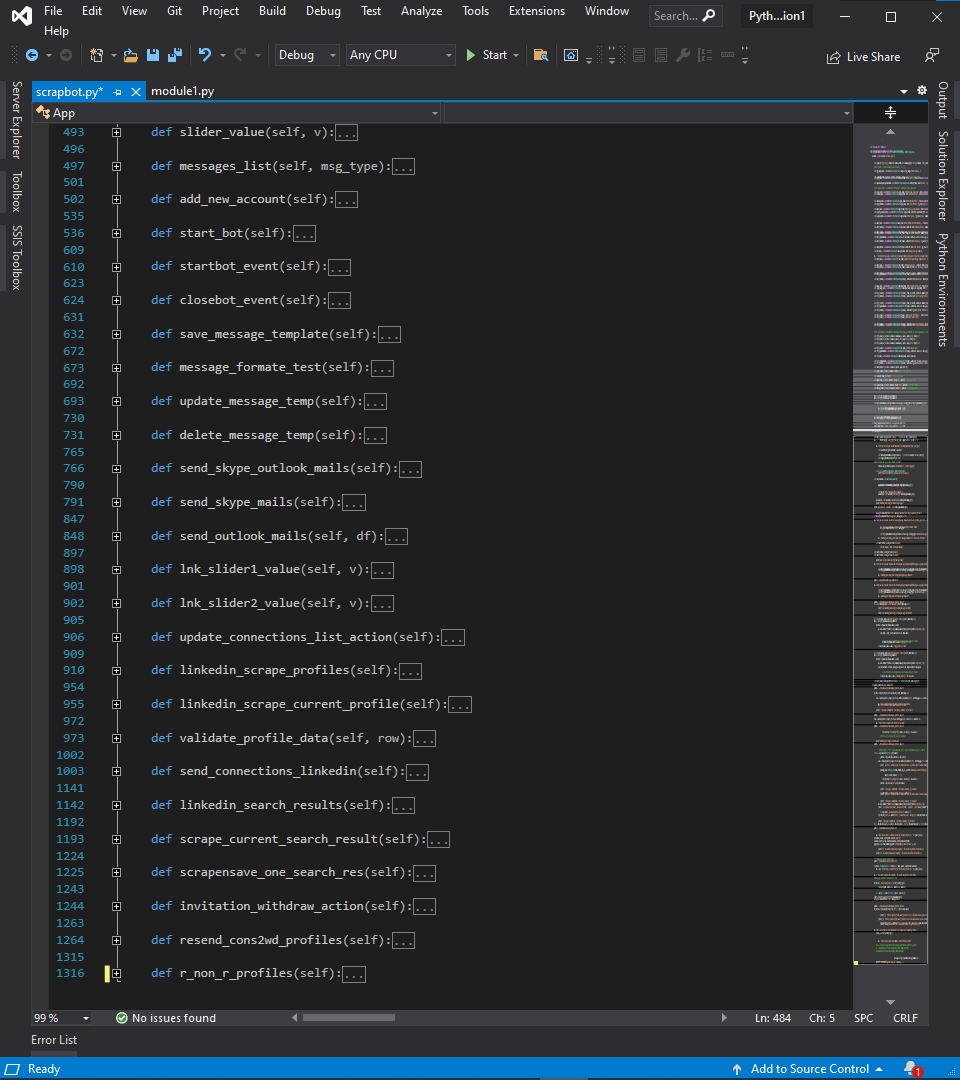 File Edit View Git Project Build Debug Test Analyze Tools Extensions Window Search... Pyth...ion1
Help
Debug Any CPU Start Live Share
scrapbot.py* module1.py
App
493 def slider_value(self, v):...
496
497 def messages_list(self, msg_type):...
501
502 def add_new_account(self):...
535
536 def start_bot(self):...
609
610 def startbot_event(self):...
623
624 def closebot_event(self):...
631
632 def save_message_template(self):...
672
673 def message_formate_test(self):...
692
693 def update_message_temp(self):...
730
731 def delete_message_temp(self):...
765
766 def send_skype_outlook_mails(self):...
790
791 def send_skype_mails(self):...
847
848 def send_outlook_mails(self, df):...
897
898 def lnk_slider1_value(self, v):...
901
902 def lnk_slider2_value(self, v):...
905
906 def update_connections_list_action(self):...
909
910 def linkedin_scrape_profiles(self):...
954
955 def linkedin_scrape_current_profile(self):...
972
973 def validate_profile_data(self, row):...
1002
1003 def send_connections_linkedin(self):...
1141
1142 def linkedin_search_results(self):...
1192
1193 def scrape_current_search_result(self):...
1224
1225 def scrapensave_one_search_res(self):...
1243
1244 def invitation_withdraw_action(self):...
1263
1264 def resend_cons2wd_profiles(self):...
1315
1316 def r_non_r_profiles(self):...
99 % No issues found Ln: 484 Ch: 5 SPC CRLF
Error List
Ready Add to Source Control 1
Server Explorer
Toolbox
SSIS Toolbox
Output
Solution Explorer
Python Environments